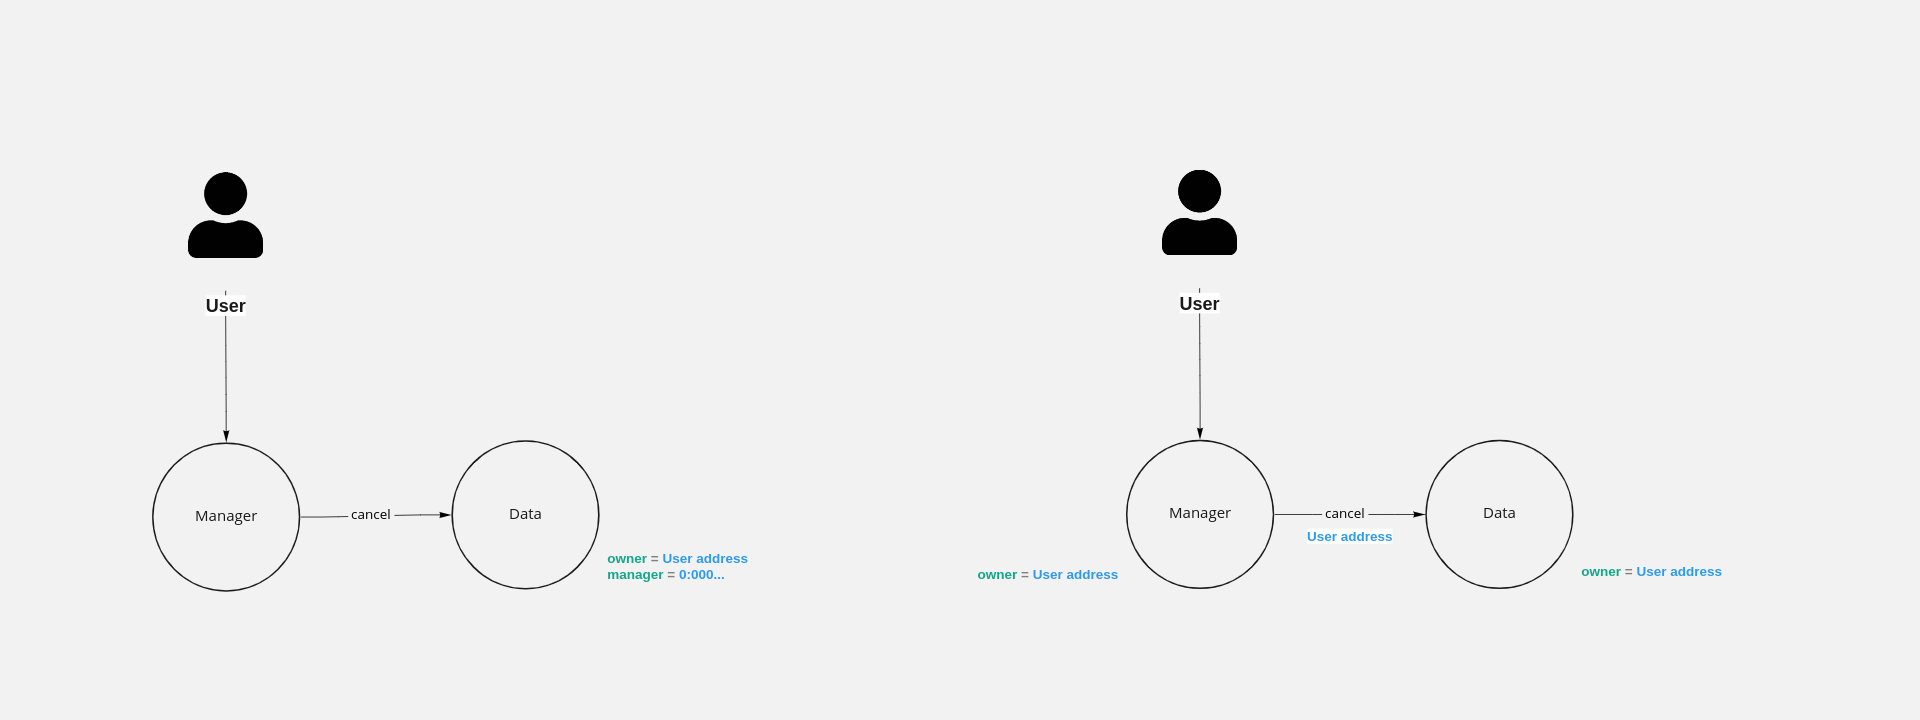 User
Manager
cancel
Data
owner = User address
manager = 0:000...
User
Manager
cancel
User address
Data
owner = User address
owner = User address